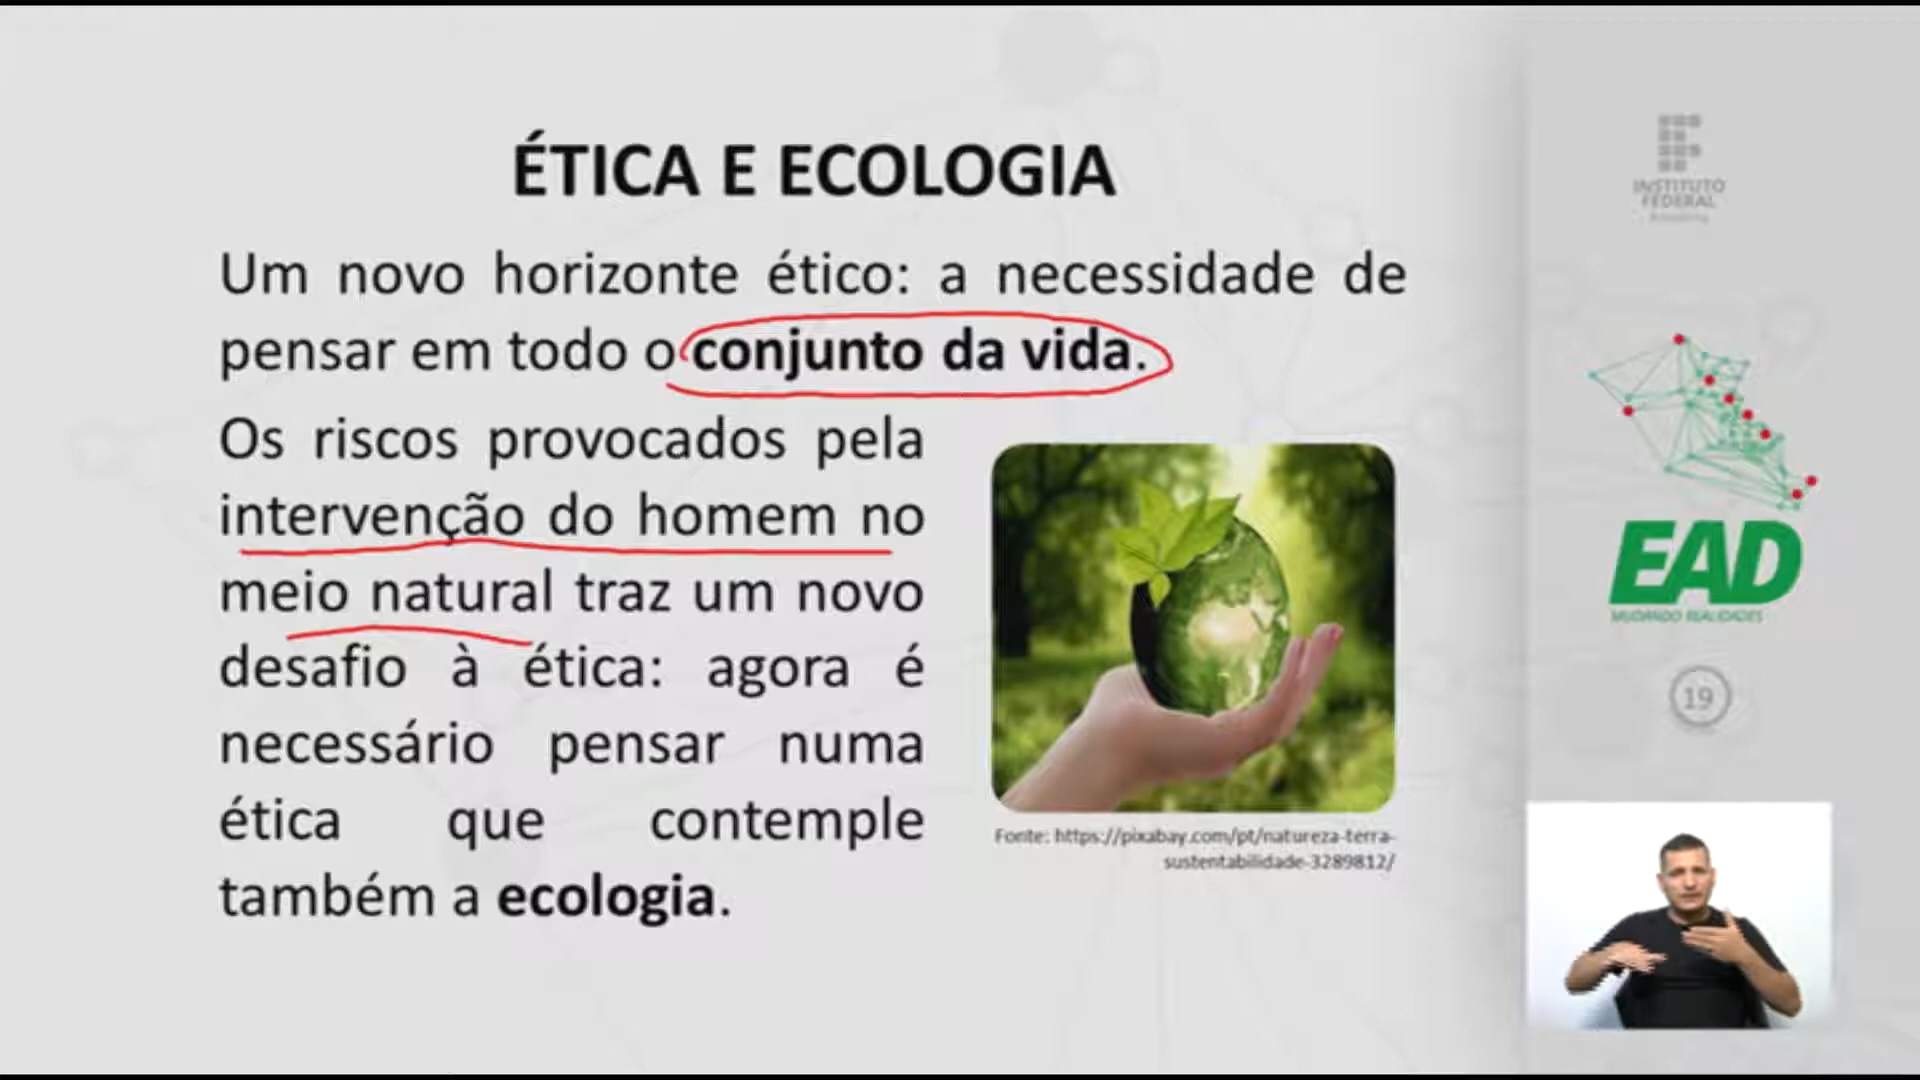 ÉTICA E ECOLOGIA
Um novo horizonte ético: a necessidade de
pensar em todo o conjunto da vida.
Os riscos provocados pela
intervenção do homem no
meio natural traz um novo
desafio à ética: agora é
necessário pensar numa
ética que contemple
também a ecologia.
Fonte: https://pixabay.com/pt/natureza-terra-
sustentabilidade-3289812/
INSTITUTO
FEDERAL
EAD
MUDANDO REALIDADES
19